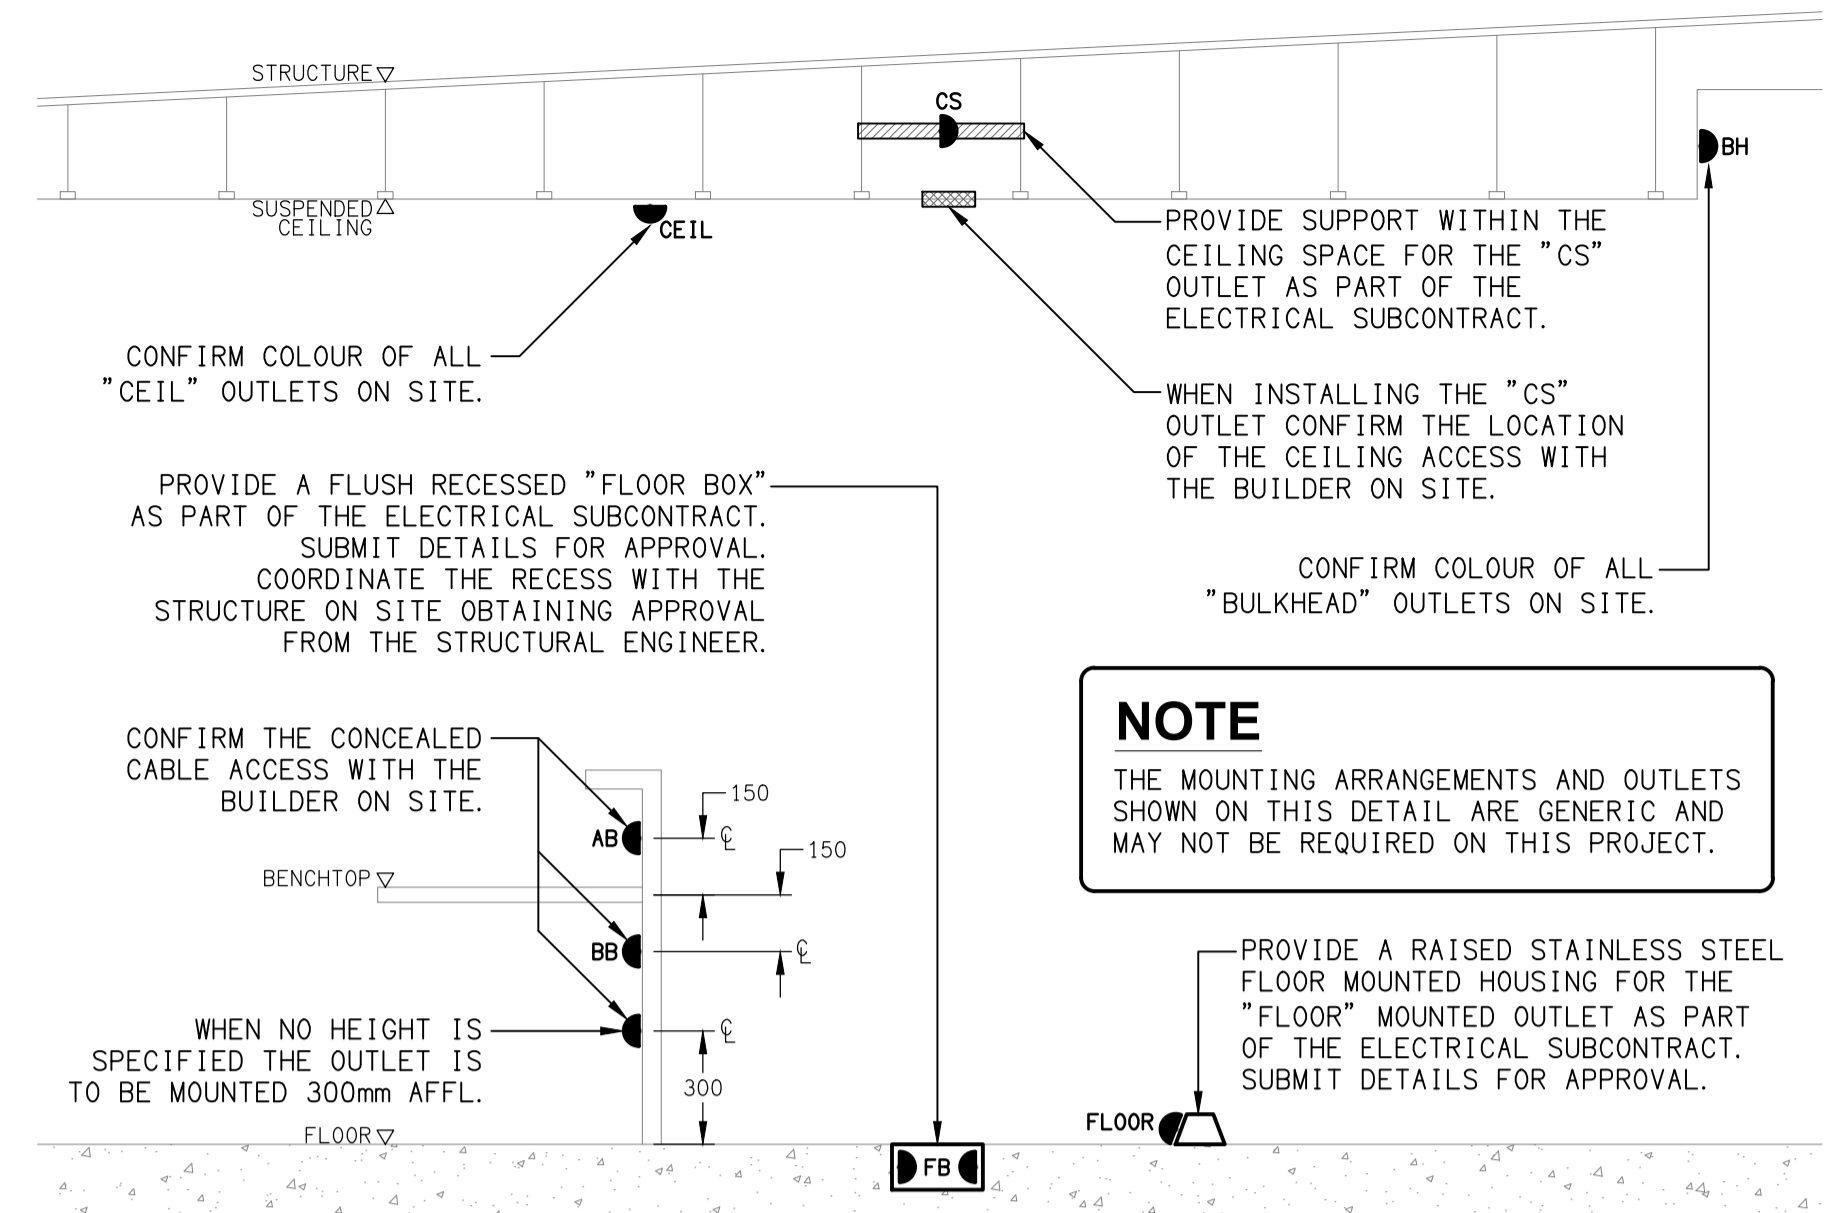 STRUCTURE
CS
BH
SUSPENDED
CEILING
CEIL
PROVIDE SUPPORT WITHIN THE
CEILING SPACE FOR THE "CS"
OUTLET AS PART OF THE
ELECTRICAL SUBCONTRACT.
CONFIRM COLOUR OF ALL
"CEIL" OUTLETS ON SITE.
WHEN INSTALLING THE "CS"
OUTLET CONFIRM THE LOCATION
OF THE CEILING ACCESS WITH
THE BUILDER ON SITE.
PROVIDE A FLUSH RECESSED "FLOOR BOX"
AS PART OF THE ELECTRICAL SUBCONTRACT.
SUBMIT DETAILS FOR APPROVAL.
COORDINATE THE RECESS WITH THE
STRUCTURE ON SITE OBTAINING APPROVAL
FROM THE STRUCTURAL ENGINEER.
CONFIRM COLOUR OF ALL
"BULKHEAD" OUTLETS ON SITE.
NOTE
THE MOUNTING ARRANGEMENTS AND OUTLETS
SHOWN ON THIS DETAIL ARE GENERIC AND
MAY NOT BE REQUIRED ON THIS PROJECT.
CONFIRM THE CONCEALED
CABLE ACCESS WITH THE
BUILDER ON SITE.
150
AB
℄
150
BENCHTOP
BB
℄
WHEN NO HEIGHT IS
SPECIFIED THE OUTLET IS
TO BE MOUNTED 300mm AFFL.
℄
300
PROVIDE A RAISED STAINLESS STEEL
FLOOR MOUNTED HOUSING FOR THE
"FLOOR" MOUNTED OUTLET AS PART
OF THE ELECTRICAL SUBCONTRACT.
SUBMIT DETAILS FOR APPROVAL.
FLOOR
FLOOR
FB